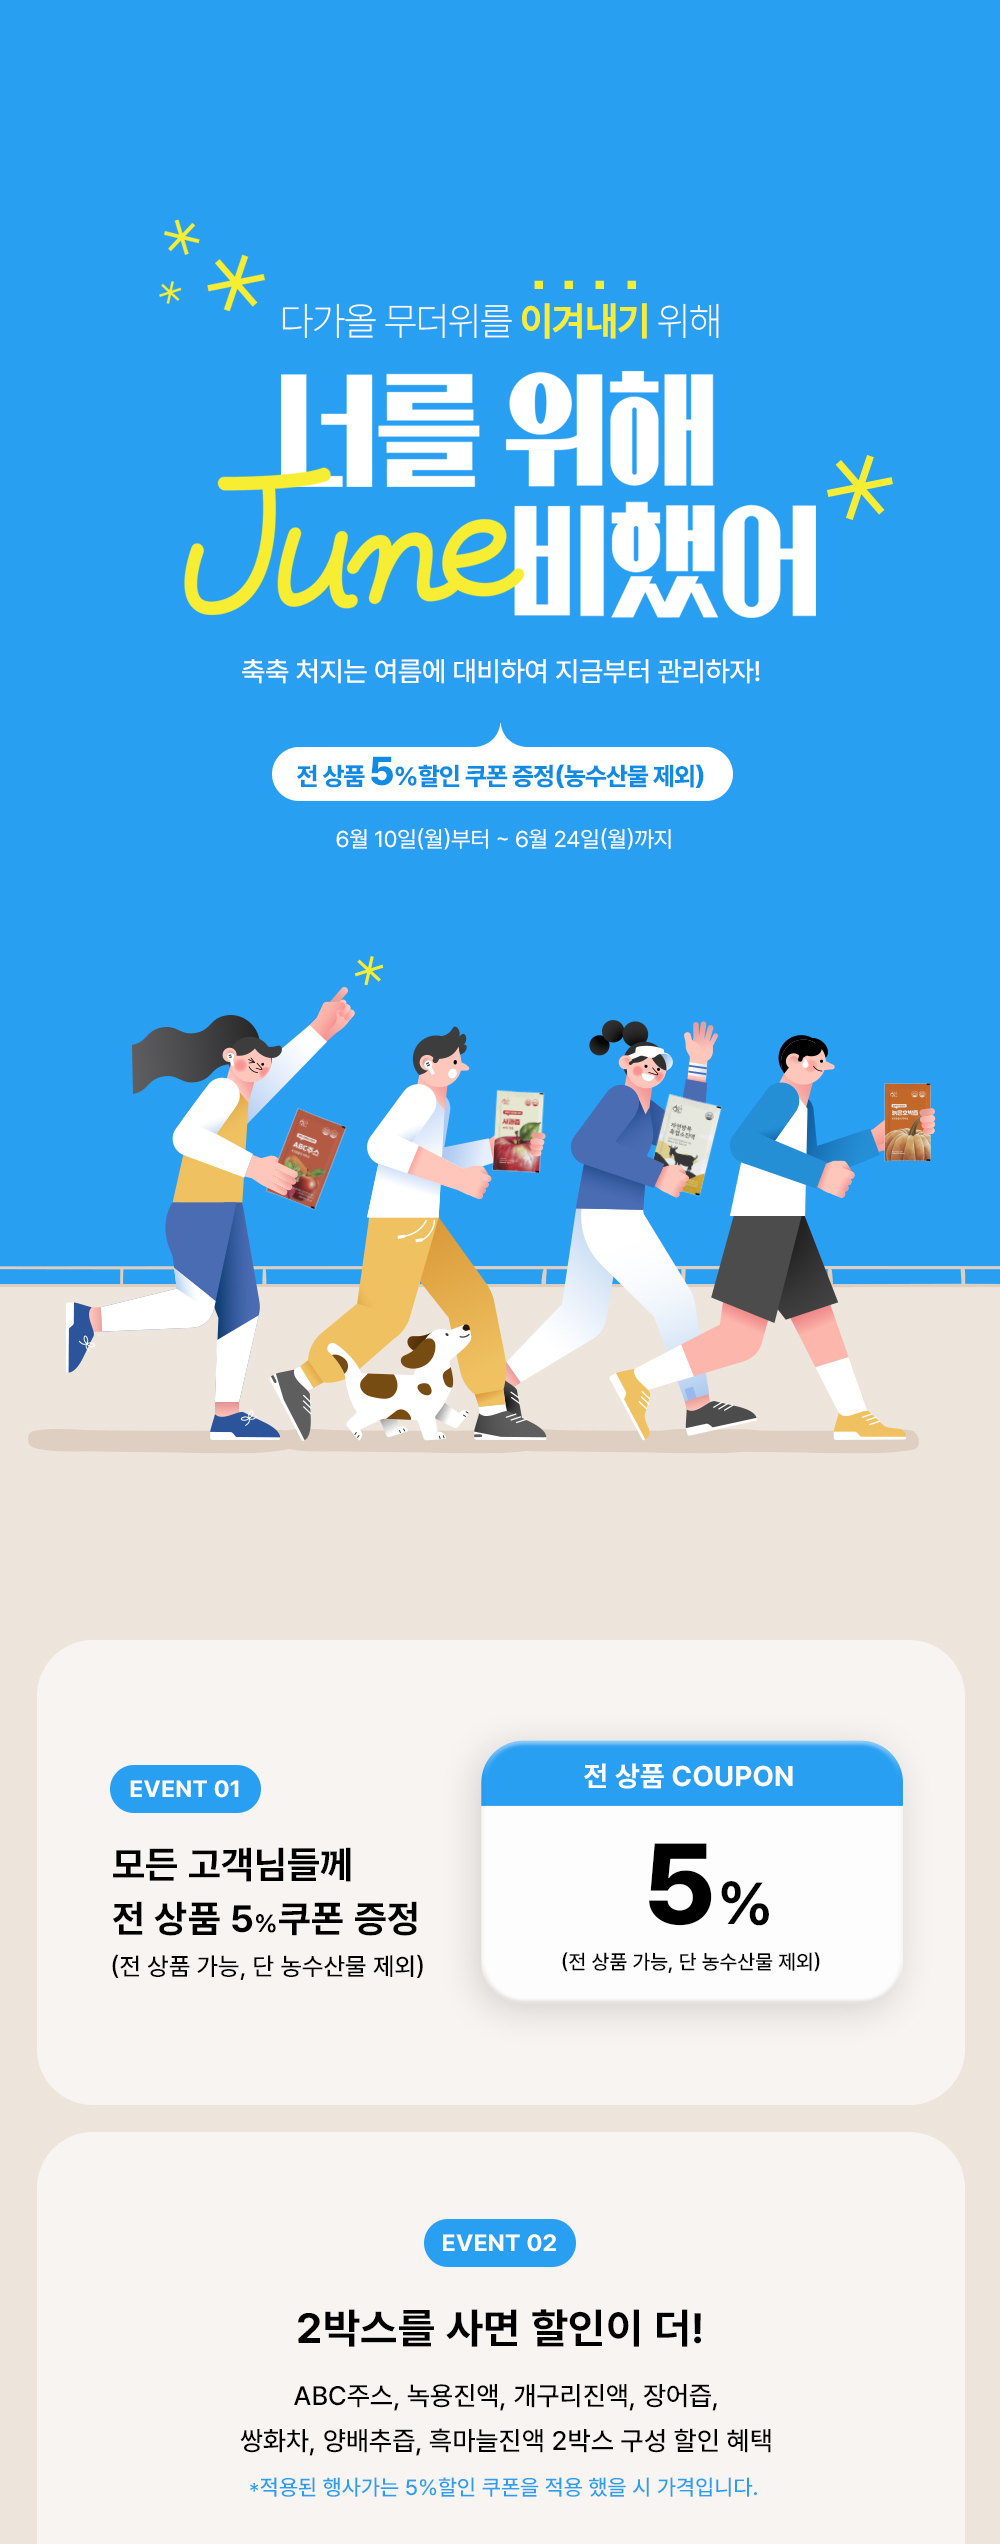 다가올 무더위를 이겨내기 위해
너를 위해
June비했어
축축 처지는 여름에 대비하여 지금부터 관리하자!
전 상품 5%할인 쿠폰 증정(농수산물 제외)
6월 10일(월)부터 ~ 6월 24일(월)까지
ABC주스
사과즙
자연방목
흑염소진액
EVENT 01
모든 고객님들께
전 상품 5%쿠폰 증정
(전 상품 가능, 단 농수산물 제외)
전 상품 COUPON
5%
(전 상품 가능, 단 농수산물 제외)
EVENT 02
2박스를 사면 할인이 더!
ABC주스, 녹용진액, 개구리진액, 장어즙,
쌍화차, 양배추즙, 흑마늘진액 2박스 구성 할인 혜택
*적용된 행사가는 5%할인 쿠폰을 적용 했을 시 가격입니다.